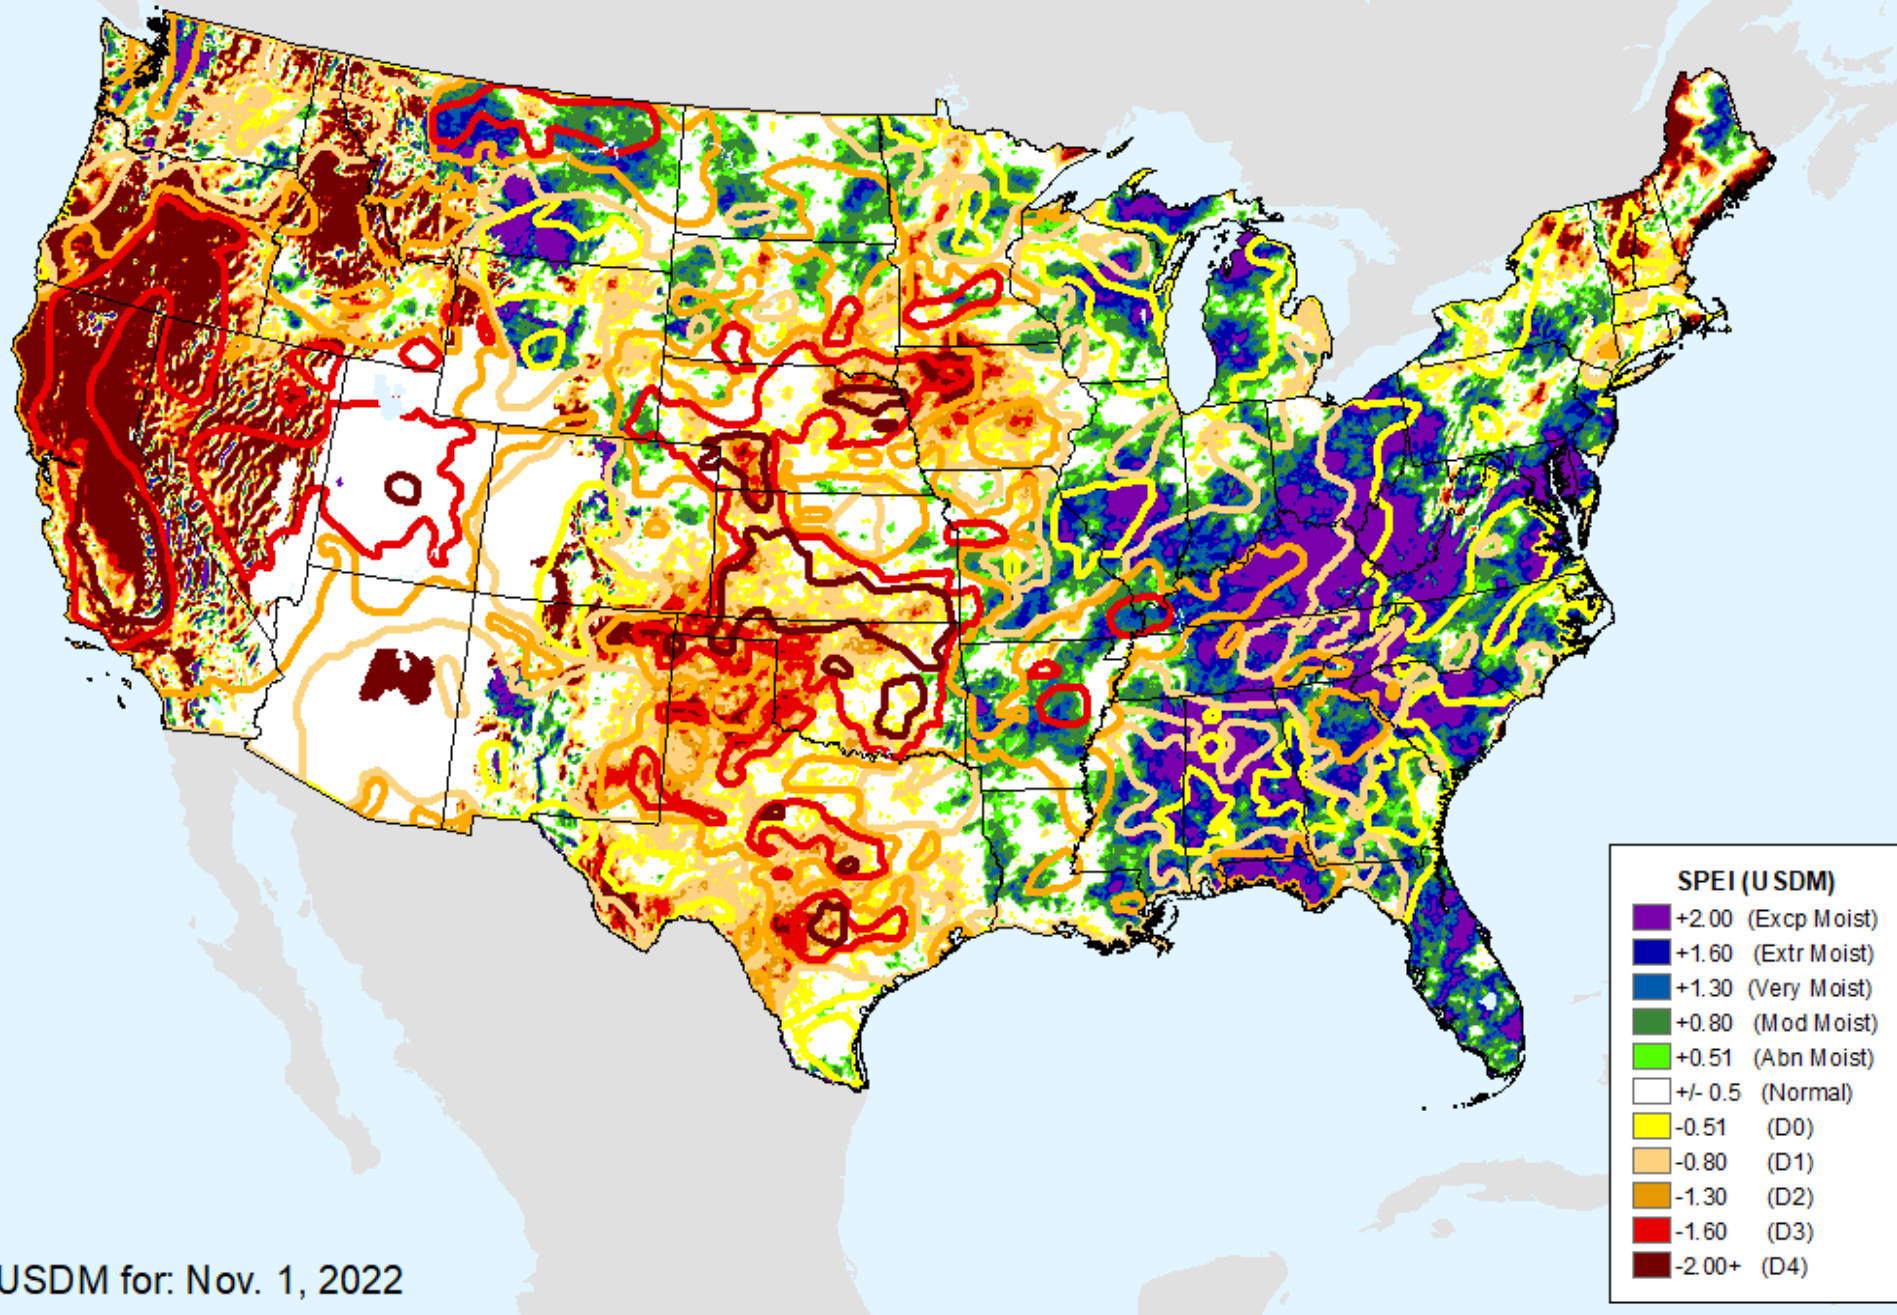 SPEI (USDM)
+2.00 (Excp Moist)
+1.60 (Extr Moist)
+1.30 (Very Moist)
+0.80 (Mod Moist)
+0.51 (Abn Moist)
+/- 0.5 (Normal)
-0.51 (D0)
-0.80 (D1)
-1.30 (D2)
-1.60 (D3)
-2.00+ (D4)
USDM for: Nov. 1, 2022